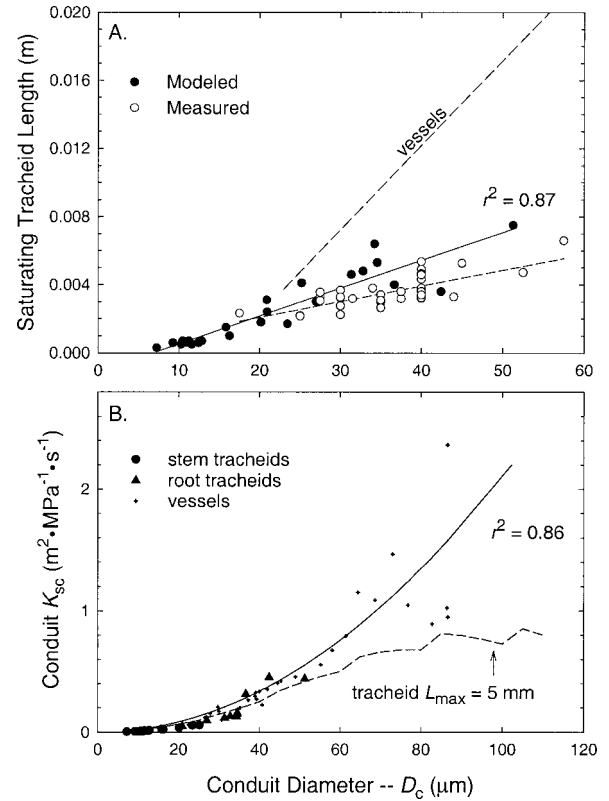 A.
Modeled
Measured
vessels
r² = 0.87
Saturating Tracheid Length (m)
0.020
0.016
0.012
0.008
0.004
0.000
0 10 20 30 40 50 60
B.
stem tracheids
root tracheids
vessels
r² = 0.86
tracheid Lmax = 5 mm
Conduit Ksc (m²•MPa⁻¹•s⁻¹)
2
1
0
0 20 40 60 80 100 120
Conduit Diameter -- Dc (µm)